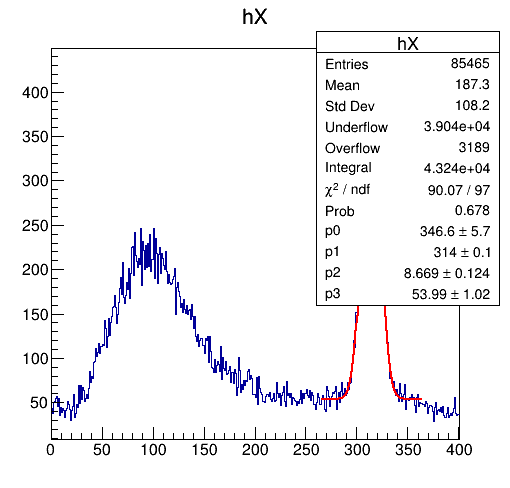 hX
hX
Entries 85465
Mean 187.3
Std Dev 108.2
Underflow 3.904e+04
Overflow 3189
Integral 4.324e+04
χ² / ndf 90.07 / 97
Prob 0.678
p0 346.6 ± 5.7
p1 314 ± 0.1
p2 8.669 ± 0.124
p3 53.99 ± 1.02
400
350
300
250
200
150
100
50
0 50 100 150 200 250 300 350 400